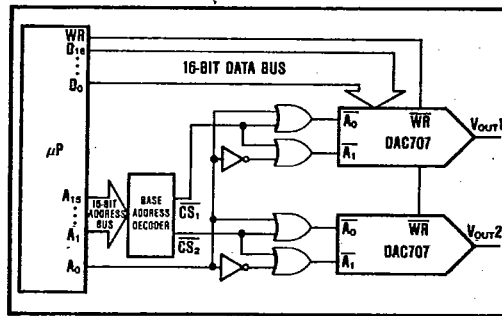 WR
D16
D0
16-BIT DATA BUS
μP
A15
A1
A0
16-BIT
ADDRESS
BUS
BASE
ADDRESS
DECODER
CS1
CS2
A0
A1
WR
DAC707
VOUT1
A0
A1
WR
DAC707
VOUT2